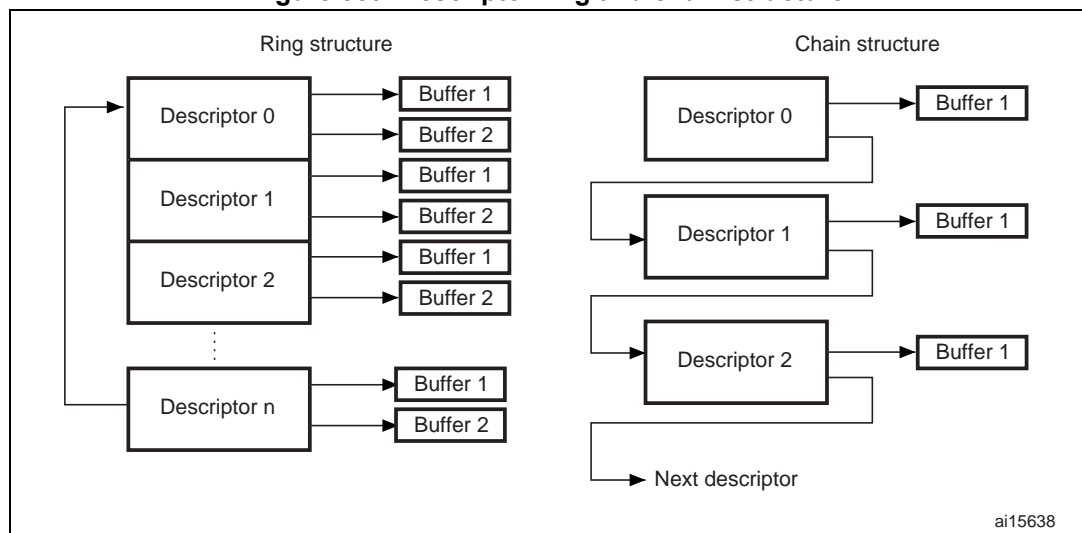 Ring structure
Descriptor 0
Buffer 1
Buffer 2
Descriptor 1
Buffer 1
Buffer 2
Descriptor 2
Buffer 1
Buffer 2
Descriptor n
Buffer 1
Buffer 2
Chain structure
Descriptor 0
Buffer 1
Descriptor 1
Buffer 1
Descriptor 2
Buffer 1
Next descriptor
ai15638